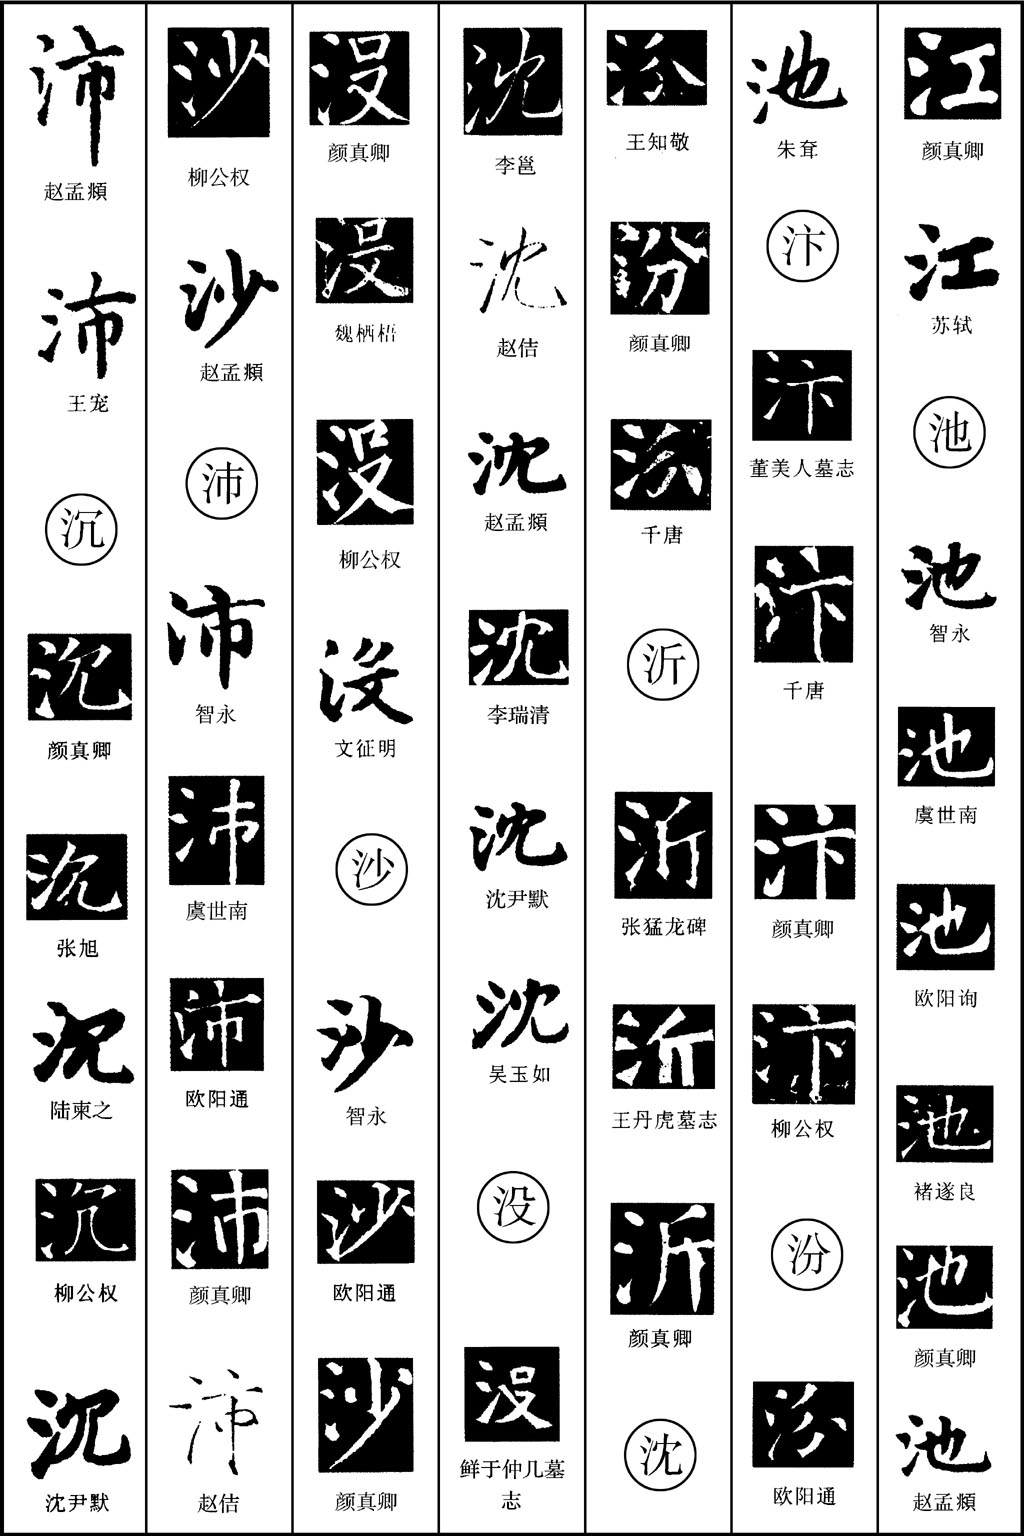 江
颜真卿
江
苏轼
池
池
智永
池
虞世南
池
欧阳询
池
褚遂良
池
颜真卿
池
赵孟頫
池
朱耷
汴
汴
董美人墓志
汴
千唐
汴
颜真卿
汴
柳公权
汾
汾
欧阳通
汾
王知敬
汾
颜真卿
汾
千唐
沂
沂
张猛龙碑
沂
王丹虎墓志
沂
颜真卿
沈
沈
李邕
沈
赵佶
沈
赵孟頫
沈
李瑞清
沈
沈尹默
沈
吴玉如
没
没
鲜于仲几墓
志
没
颜真卿
没
魏栖梧
没
柳公权
没
文征明
沙
沙
智永
沙
欧阳通
沙
颜真卿
沙
柳公权
沙
赵孟頫
沛
沛
智永
沛
虞世南
沛
欧阳通
沛
颜真卿
沛
赵佶
沛
赵孟頫
沛
王宠
沉
沉
颜真卿
沉
张旭
沉
陆柬之
沉
柳公权
沉
沈尹默